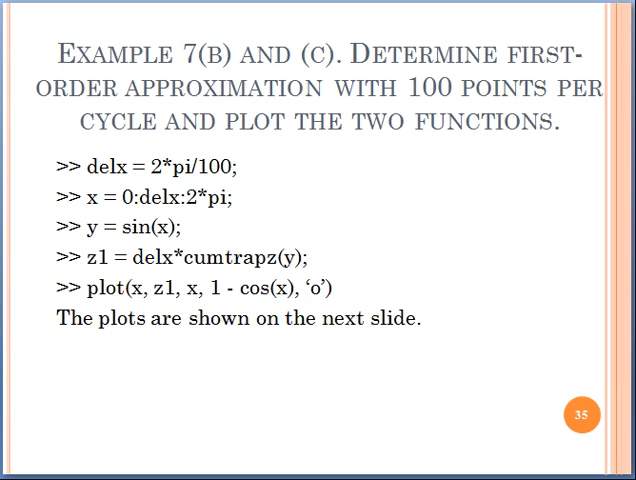 EXAMPLE 7(B) AND (C). DETERMINE FIRST-
ORDER APPROXIMATION WITH 100 POINTS PER
CYCLE AND PLOT THE TWO FUNCTIONS.
>> delx = 2*pi/100;
>> x = 0:delx:2*pi;
>> y = sin(x);
>> z1 = delx*cumtrapz(y);
>> plot(x, z1, x, 1 - cos(x), ‘o’)
The plots are shown on the next slide.
35